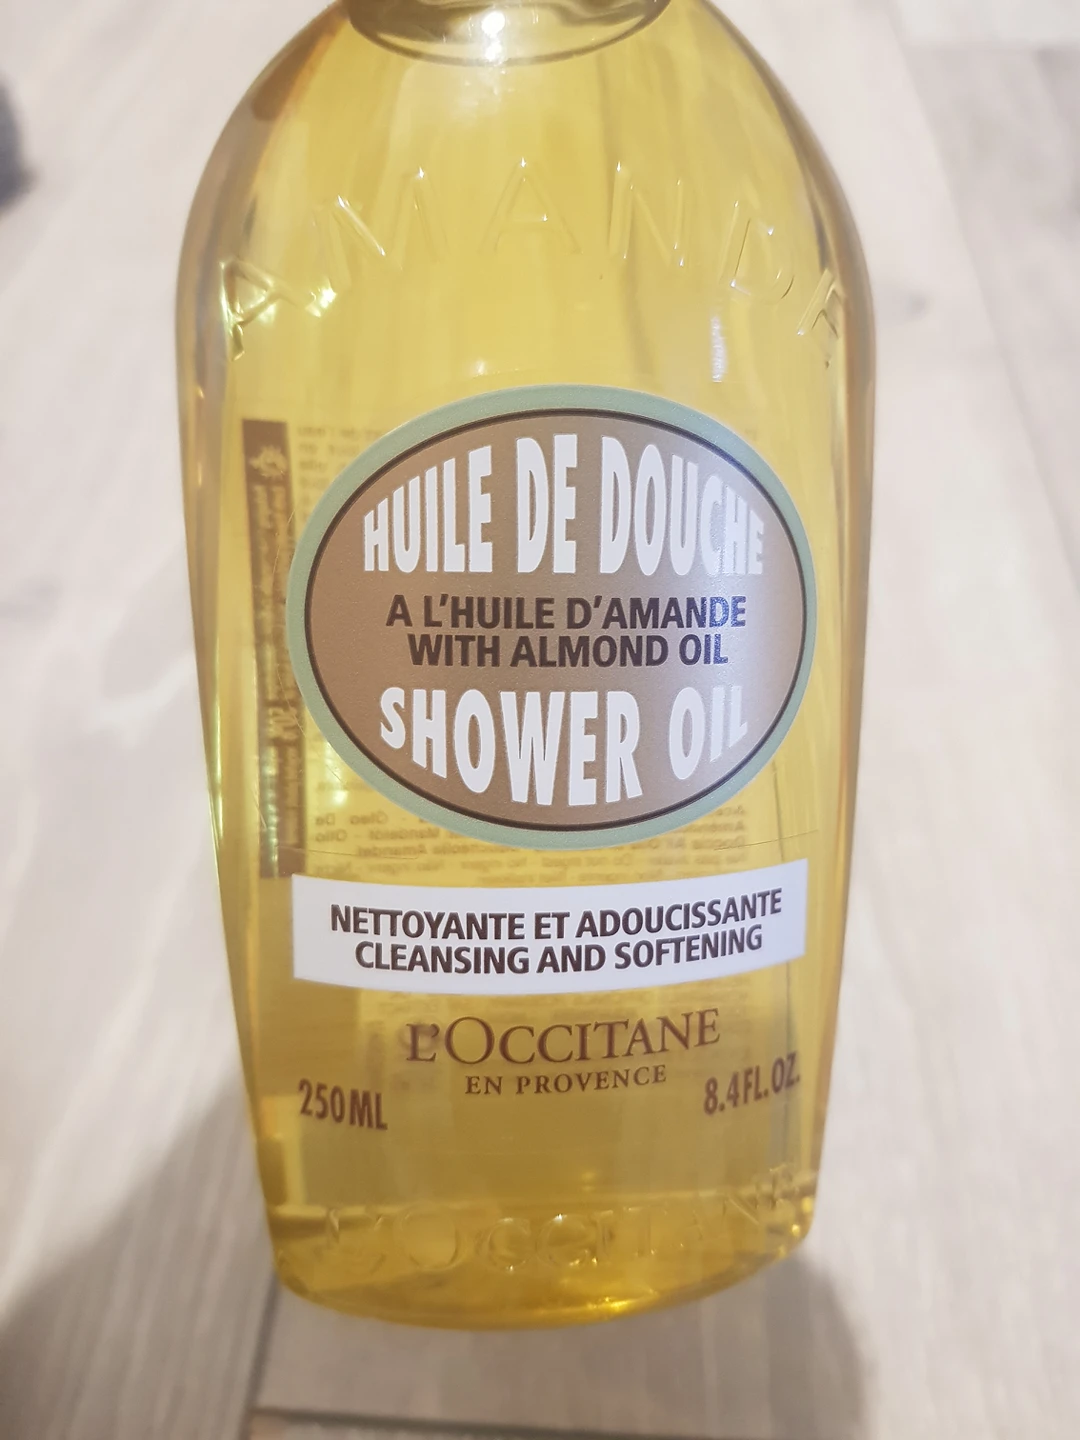 AMANDE
HUILE DE DOUCHE
A L'HUILE D'AMANDE
WITH ALMOND OIL
SHOWER OIL
NETTOYANTE ET ADOUCISSANTE
CLEANSING AND SOFTENING
L'OCCITANE
EN PROVENCE
250ML
8.4FL.OZ.
L'OCCITANE